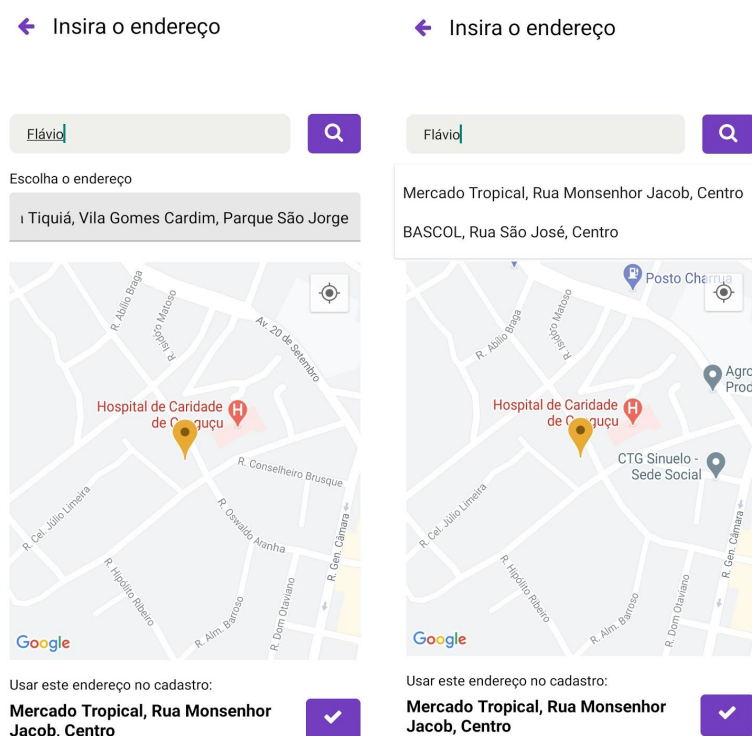 Insira o endereço
Flávio
Escolha o endereço
Tiquiá, Vila Gomes Cardim, Parque São Jorge
R. Abílio Braga
R. Isidoro Matoso
Av. 20 de Setembro
Hospital de Caridade
de Canguçu
H
R. Conselheiro Brusque
R. Cel. Júlio Limeira
R. Oswaldo Aranha
R. Gen. Câmara
R. Hipólito Ribeiro
R. Alm. Barroso
R. Dom Otaviano
Google
Usar este endereço no cadastro:
Mercado Tropical, Rua Monsenhor
Jacob, Centro
Insira o endereço
Flávio
Mercado Tropical, Rua Monsenhor Jacob, Centro
BASCOL, Rua São José, Centro
Posto Charrua
R. Abílio Braga
R. Isidoro Matoso
Agro
Prod
Hospital de Caridade
de Canguçu
H
CTG Sinuelo -
Sede Social
R. Cel. Júlio Limeira
R. Gen. Câmara
R. Hipólito Ribeiro
R. Alm. Barroso
R. Dom Otaviano
Google
Usar este endereço no cadastro:
Mercado Tropical, Rua Monsenhor
Jacob, Centro